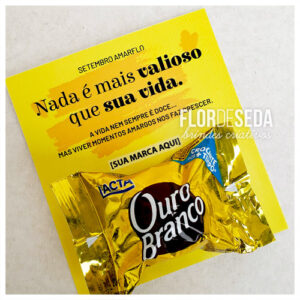 SETEMBRO AMARELO
Nada é mais valioso
que sua vida.
A VIDA NEM SEMPRE É DOCE...
MAS VIVER MOMENTOS AMARGOS NOS FAZ CRESCER.
FLOR DE SEDA
brindes criativos
[SUA MARCA AQUI]
LACTA
Ouro
Branco